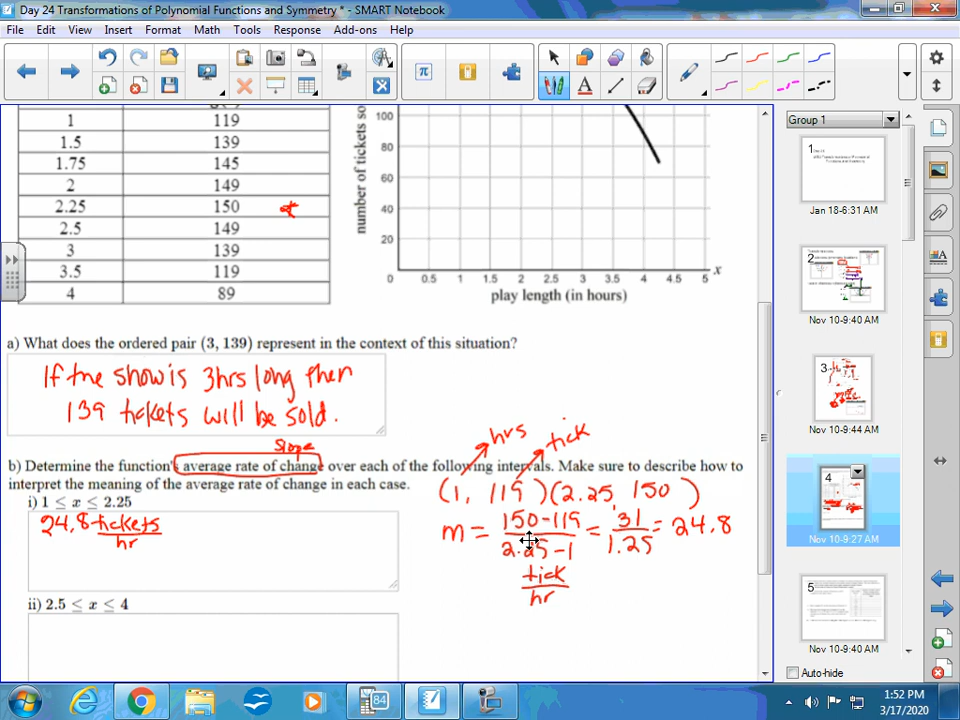 Day 24 Transformations of Polynomial Functions and Symmetry * - SMART Notebook
File Edit View Insert Format Math Tools Response Add-ons Help
Group 1
1 119
1.5 139
1.75 145
2 149
2.25 150
2.5 149
3 139
3.5 119
4 89
number of tickets so
100
80
60
40
20
0 0.5 1 1.5 2 2.5 3 3.5 4 4.5 5 x
play length (in hours)
a) What does the ordered pair (3, 139) represent in the context of this situation?
If the show is 3hrs long then
139 tickets will be sold.
slope
hrs tick
b) Determine the function's average rate of change over each of the following intervals. Make sure to describe how to
interpret the meaning of the average rate of change in each case.
(1, 119)(2.25 150)
i) 1 ≤ x ≤ 2.25
24.8 tickets
hr
m = 150-119 / 2.25-1 = 31 / 1.25 = 24.8
tick
hr
ii) 2.5 ≤ x ≤ 4
1
Jan 18-6:31 AM
2
Nov 10-9:40 AM
3
Nov 10-9:44 AM
4
Nov 10-9:27 AM
5
Nov 10-9:40 AM
Auto-hide
84
1:52 PM
3/17/2020